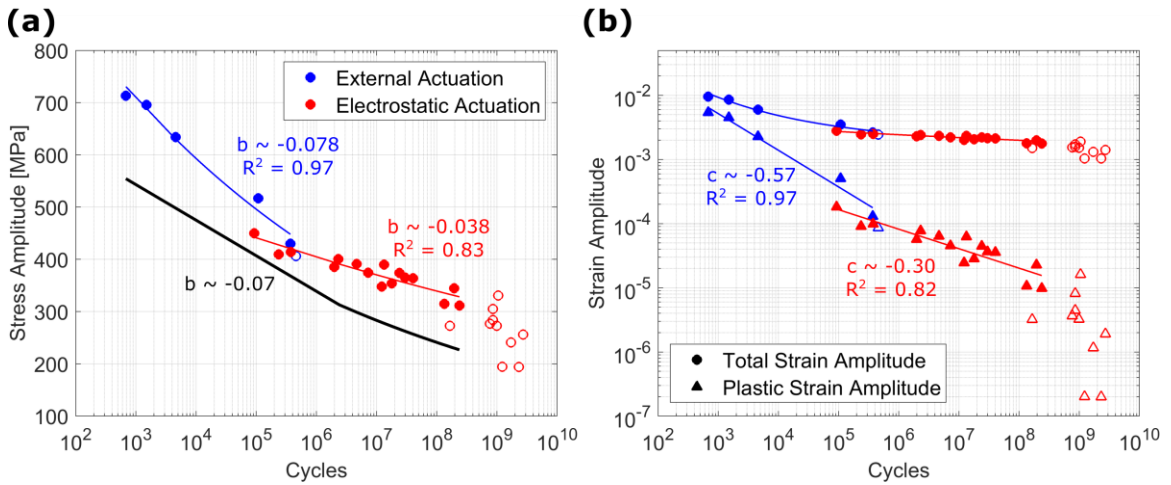 (a)
800
700
600
500
400
300
200
100
Stress Amplitude [MPa]
External Actuation
Electrostatic Actuation
b ~ -0.078
R² = 0.97
b ~ -0.038
R² = 0.83
b ~ -0.07
10² 10³ 10⁴ 10⁵ 10⁶ 10⁷ 10⁸ 10⁹ 10¹⁰
Cycles
(b)
10⁻²
10⁻³
10⁻⁴
10⁻⁵
10⁻⁶
10⁻⁷
Strain Amplitude
c ~ -0.57
R² = 0.97
c ~ -0.30
R² = 0.82
Total Strain Amplitude
Plastic Strain Amplitude
10² 10³ 10⁴ 10⁵ 10⁶ 10⁷ 10⁸ 10⁹ 10¹⁰
Cycles